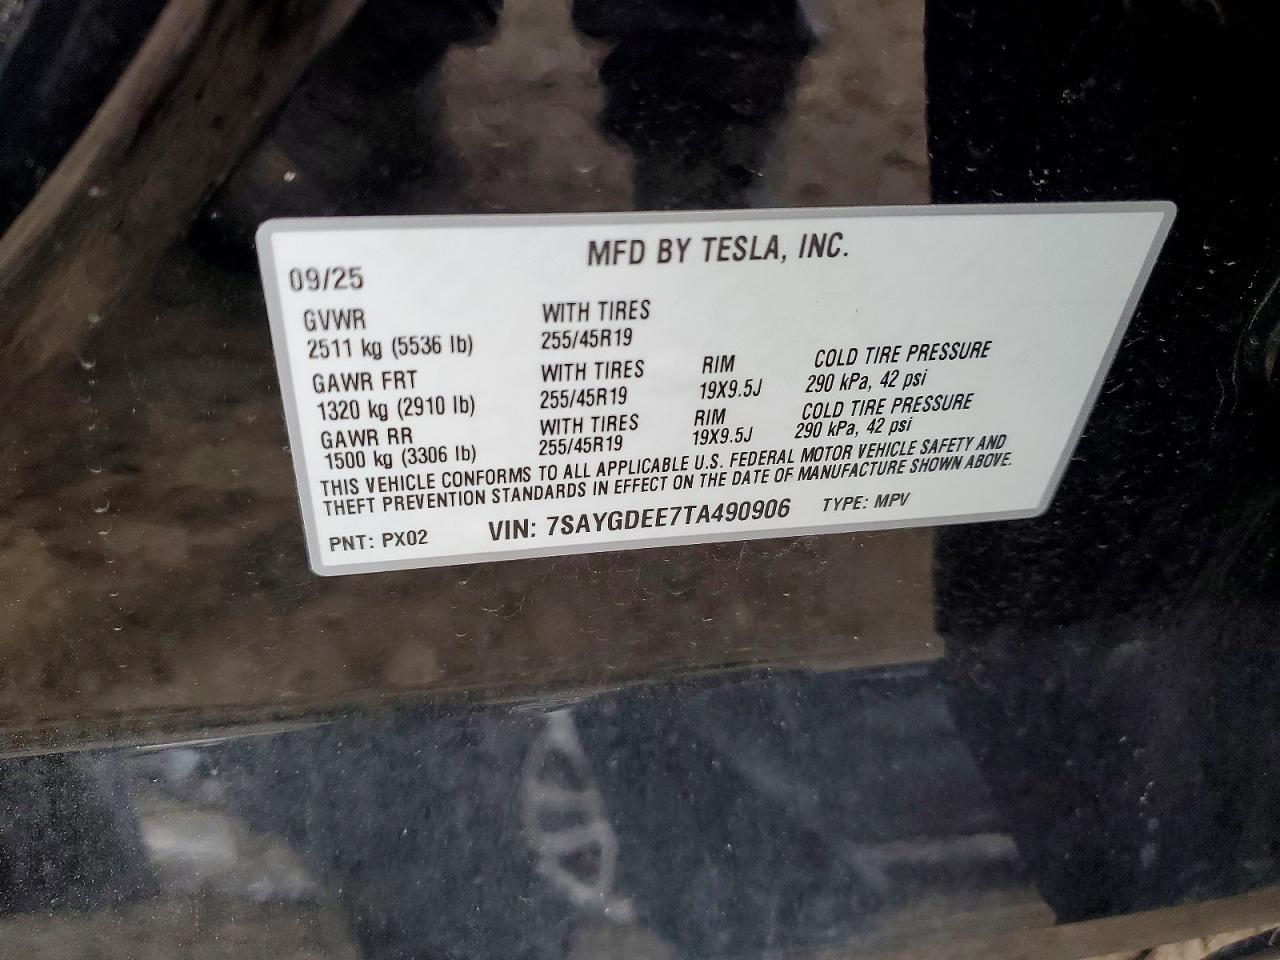 MFD BY TESLA, INC.
09/25
GVWR WITH TIRES
2511 kg (5536 lb) 255/45R19
GAWR FRT WITH TIRES RIM COLD TIRE PRESSURE
1320 kg (2910 lb) 255/45R19 19X9.5J 290 kPa, 42 psi
GAWR RR WITH TIRES RIM COLD TIRE PRESSURE
1500 kg (3306 lb) 255/45R19 19X9.5J 290 kPa, 42 psi
THIS VEHICLE CONFORMS TO ALL APPLICABLE U.S. FEDERAL MOTOR VEHICLE SAFETY AND
THEFT PREVENTION STANDARDS IN EFFECT ON THE DATE OF MANUFACTURE SHOWN ABOVE.
PNT: PX02 VIN: 7SAYGDEE7TA490906 TYPE: MPV